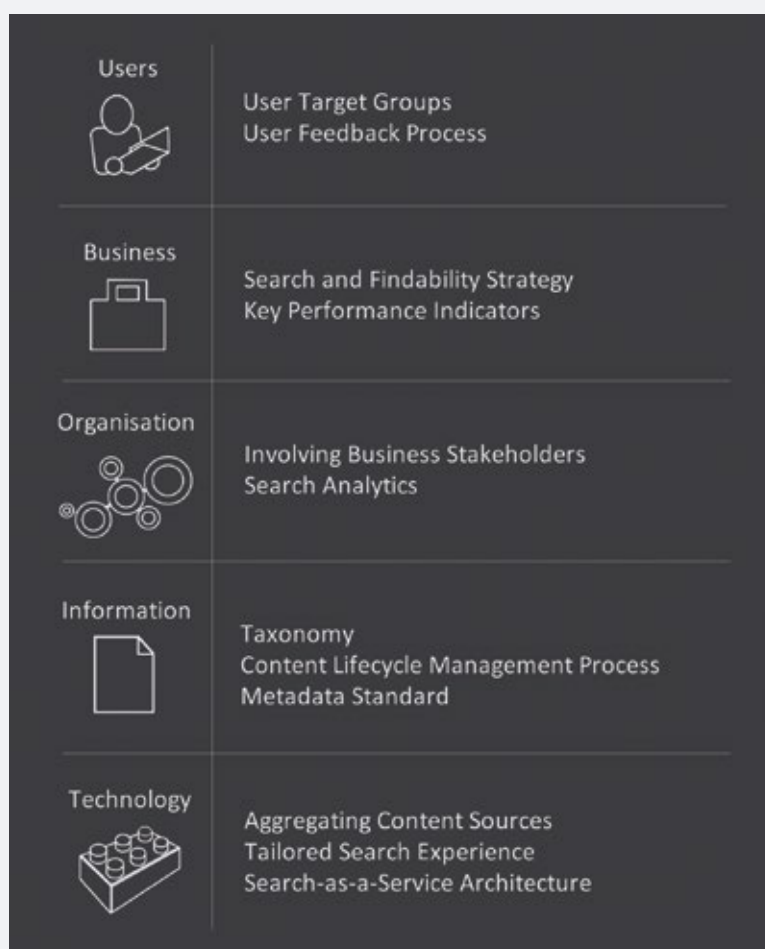 Users
User Target Groups
User Feedback Process
Business
Search and Findability Strategy
Key Performance Indicators
Organisation
Involving Business Stakeholders
Search Analytics
Information
Taxonomy
Content Lifecycle Management Process
Metadata Standard
Technology
Aggregating Content Sources
Tailored Search Experience
Search-as-a-Service Architecture